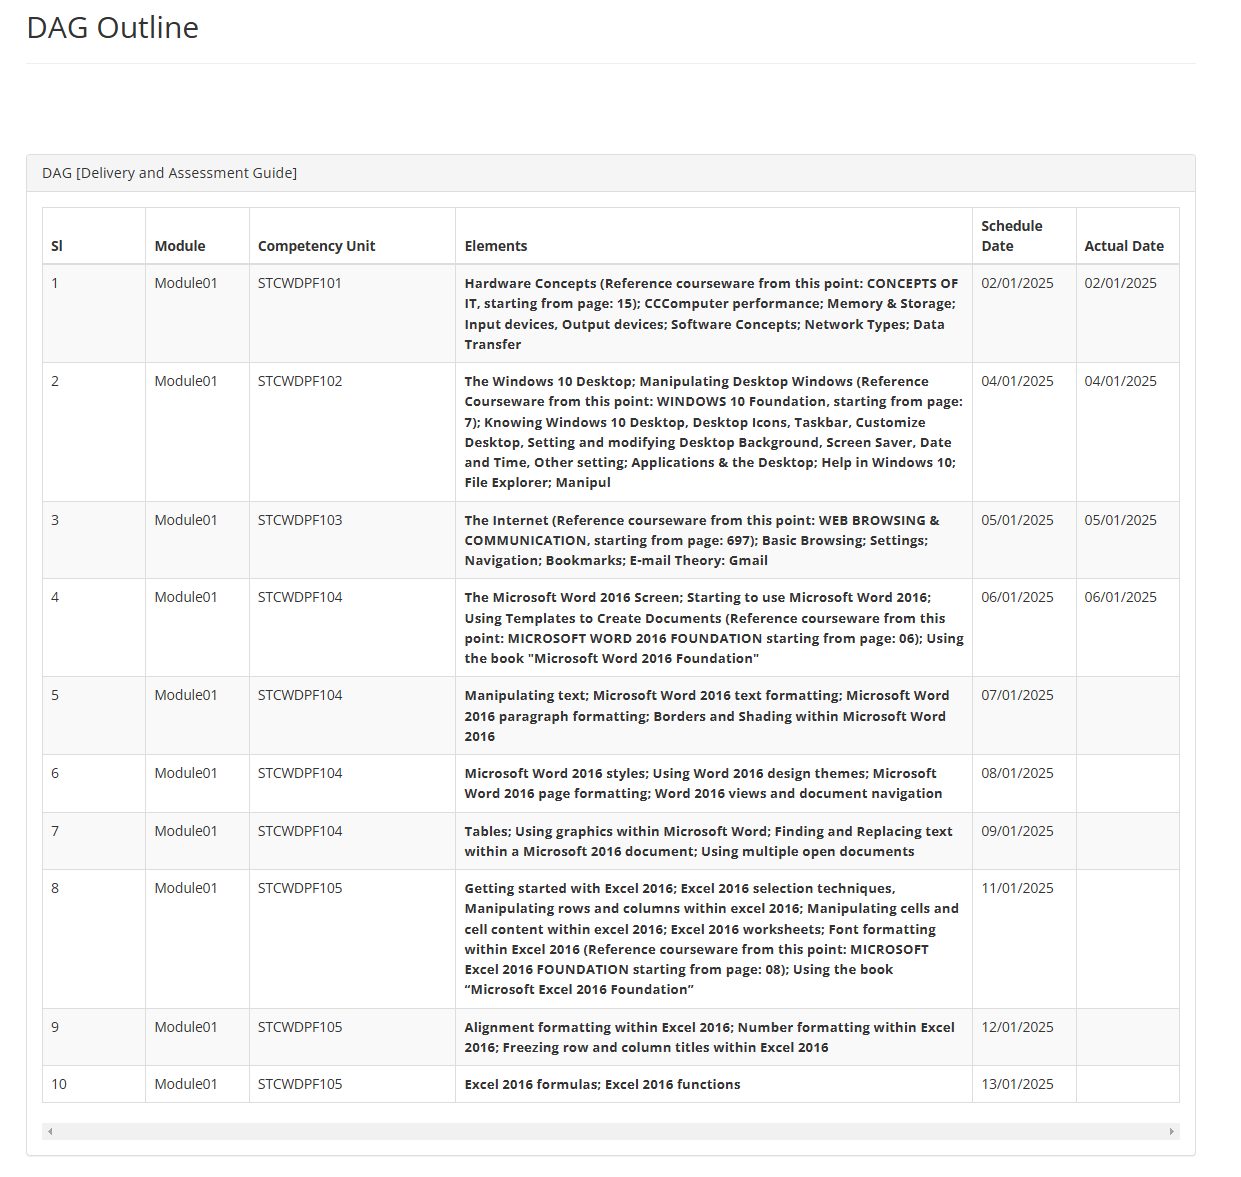 DAG Outline
DAG [Delivery and Assessment Guide]
Sl Module Competency Unit Elements Schedule Date Actual Date
1 Module01 STCWDPF101 Hardware Concepts (Reference courseware from this point: CONCEPTS OF 02/01/2025 02/01/2025
IT, starting from page: 15); CCComputer performance; Memory & Storage;
Input devices, Output devices; Software Concepts; Network Types; Data
Transfer
2 Module01 STCWDPF102 The Windows 10 Desktop; Manipulating Desktop Windows (Reference 04/01/2025 04/01/2025
Courseware from this point: WINDOWS 10 Foundation, starting from page:
7); Knowing Windows 10 Desktop, Desktop Icons, Taskbar, Customize
Desktop, Setting and modifying Desktop Background, Screen Saver, Date
and Time, Other setting; Applications & the Desktop; Help in Windows 10;
File Explorer; Manipul
3 Module01 STCWDPF103 The Internet (Reference courseware from this point: WEB BROWSING & 05/01/2025 05/01/2025
COMMUNICATION, starting from page: 697); Basic Browsing; Settings;
Navigation; Bookmarks; E-mail Theory: Gmail
4 Module01 STCWDPF104 The Microsoft Word 2016 Screen; Starting to use Microsoft Word 2016; 06/01/2025 06/01/2025
Using Templates to Create Documents (Reference courseware from this
point: MICROSOFT WORD 2016 FOUNDATION starting from page: 06); Using
the book "Microsoft Word 2016 Foundation"
5 Module01 STCWDPF104 Manipulating text; Microsoft Word 2016 text formatting; Microsoft Word 07/01/2025
2016 paragraph formatting; Borders and Shading within Microsoft Word
2016
6 Module01 STCWDPF104 Microsoft Word 2016 styles; Using Word 2016 design themes; Microsoft 08/01/2025
Word 2016 page formatting; Word 2016 views and document navigation
7 Module01 STCWDPF104 Tables; Using graphics within Microsoft Word; Finding and Replacing text 09/01/2025
within a Microsoft 2016 document; Using multiple open documents
8 Module01 STCWDPF105 Getting started with Excel 2016; Excel 2016 selection techniques, 11/01/2025
Manipulating rows and columns within excel 2016; Manipulating cells and
cell content within excel 2016; Excel 2016 worksheets; Font formatting
within Excel 2016 (Reference courseware from this point: MICROSOFT
Excel 2016 FOUNDATION starting from page: 08); Using the book
“Microsoft Excel 2016 Foundation”
9 Module01 STCWDPF105 Alignment formatting within Excel 2016; Number formatting within Excel 12/01/2025
2016; Freezing row and column titles within Excel 2016
10 Module01 STCWDPF105 Excel 2016 formulas; Excel 2016 functions 13/01/2025